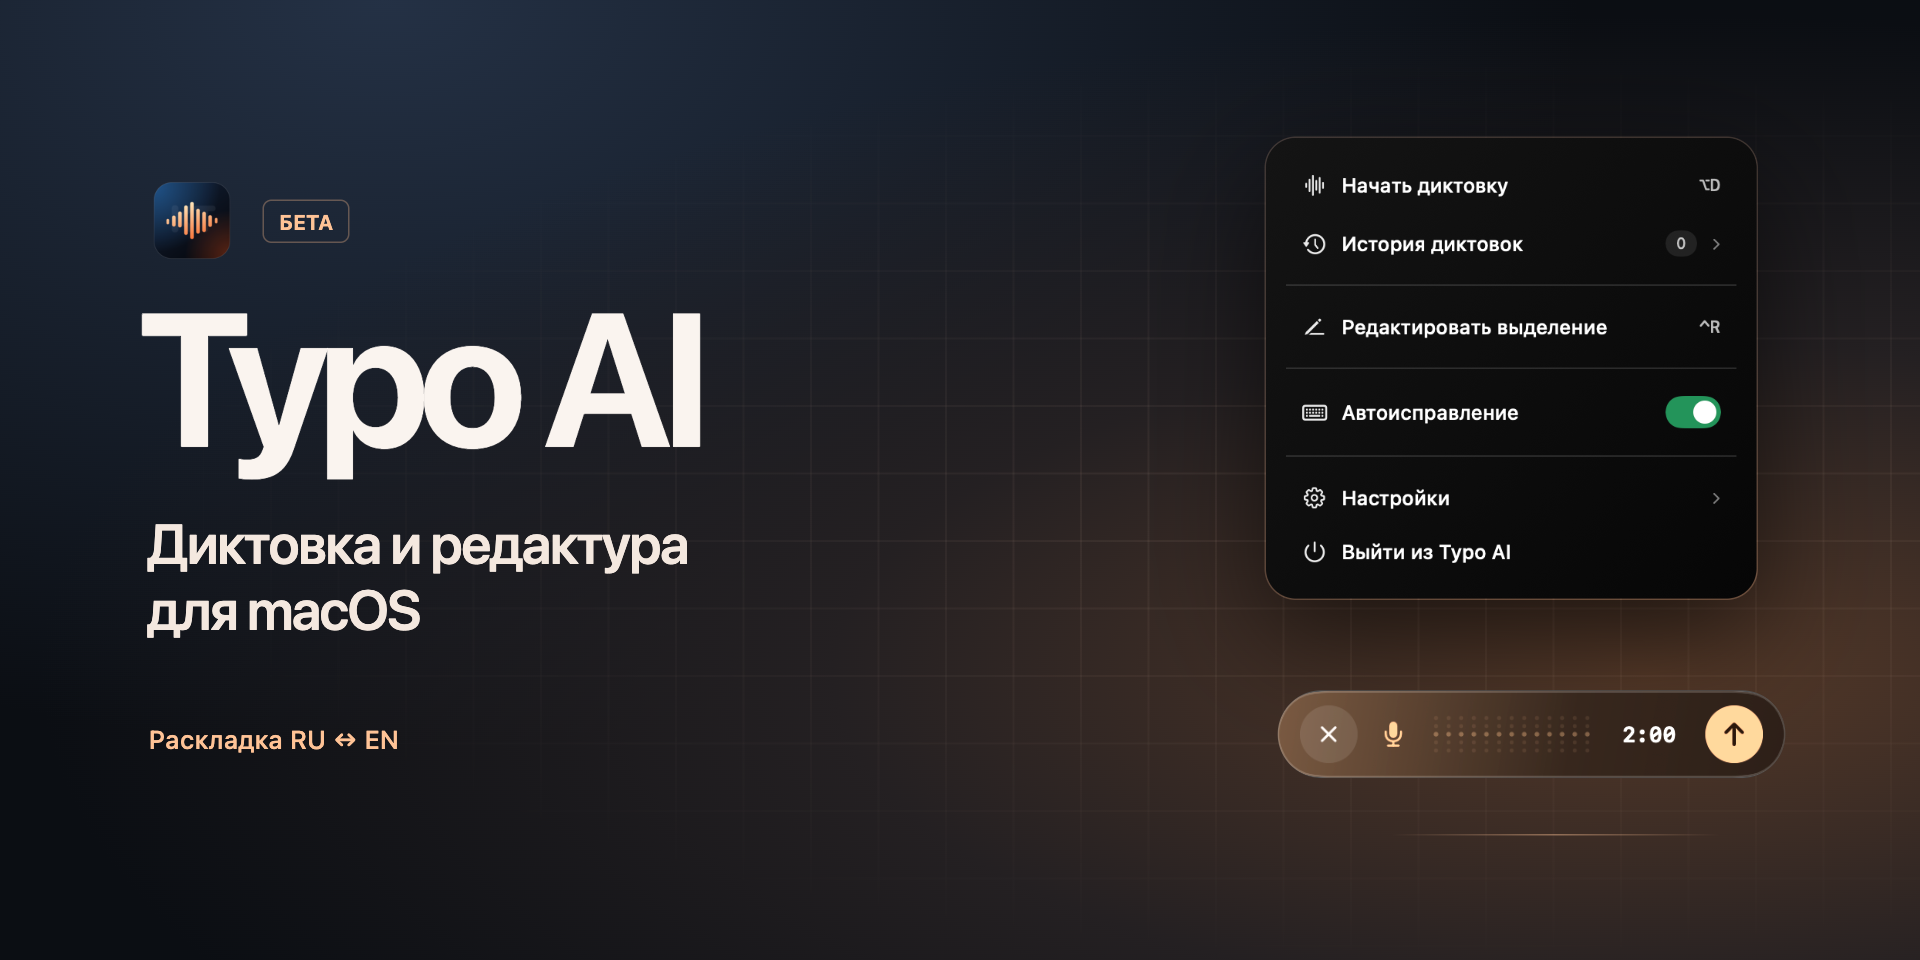 БЕТА
Typo AI
Диктовка и редактура
для macOS
Раскладка RU ↔ EN
Начать диктовку ⌥D
История диктовок 0
Редактировать выделение ^R
Автоисправление
Настройки
Выйти из Typo AI
2:00